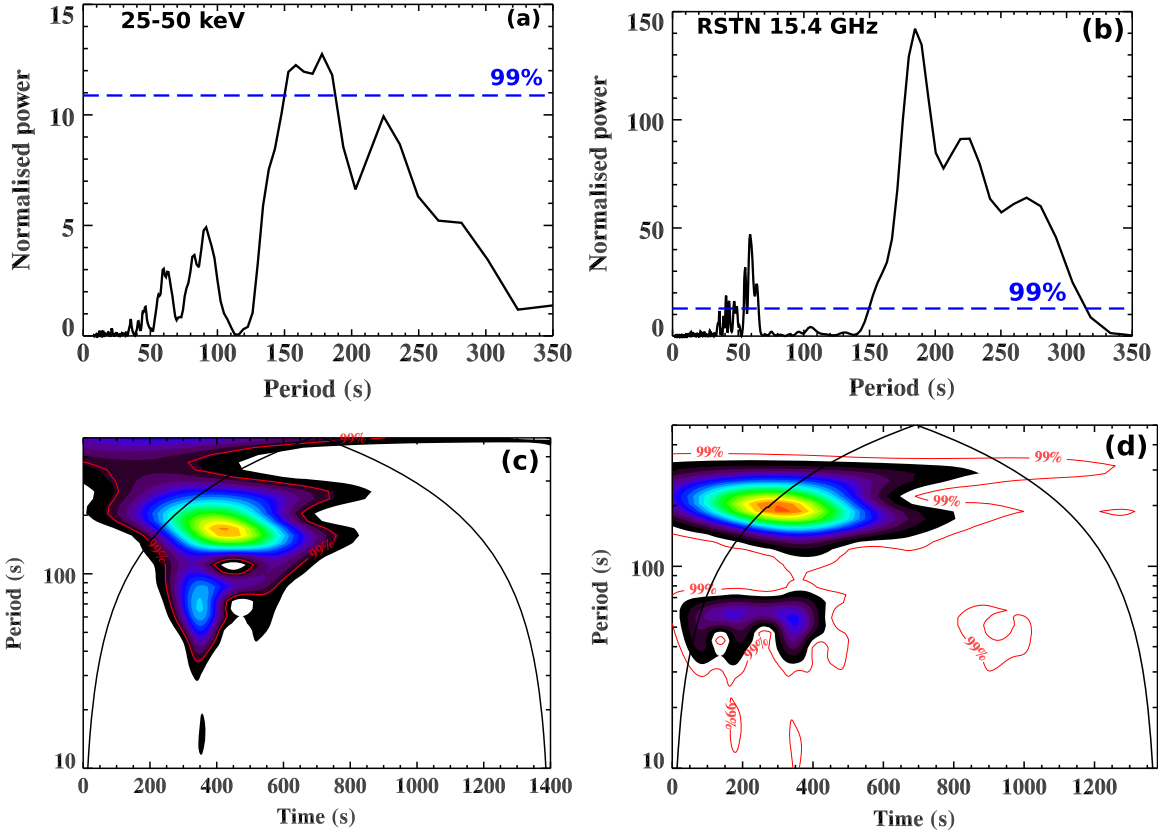 25-50 keV
(a)
99%
15
10
5
0
Normalised power
0 50 100 150 200 250 300 350
Period (s)
RSTN 15.4 GHz
(b)
99%
150
100
50
0
Normalised power
0 50 100 150 200 250 300 350
Period (s)
(c)
99%
99%
99%
100
10
Period (s)
0 200 400 600 800 1000 1200 1400
Time (s)
(d)
99%
99%
99%
99%
99%
99%
99%
99%
100
10
Period (s)
0 200 400 600 800 1000 1200
Time (s)